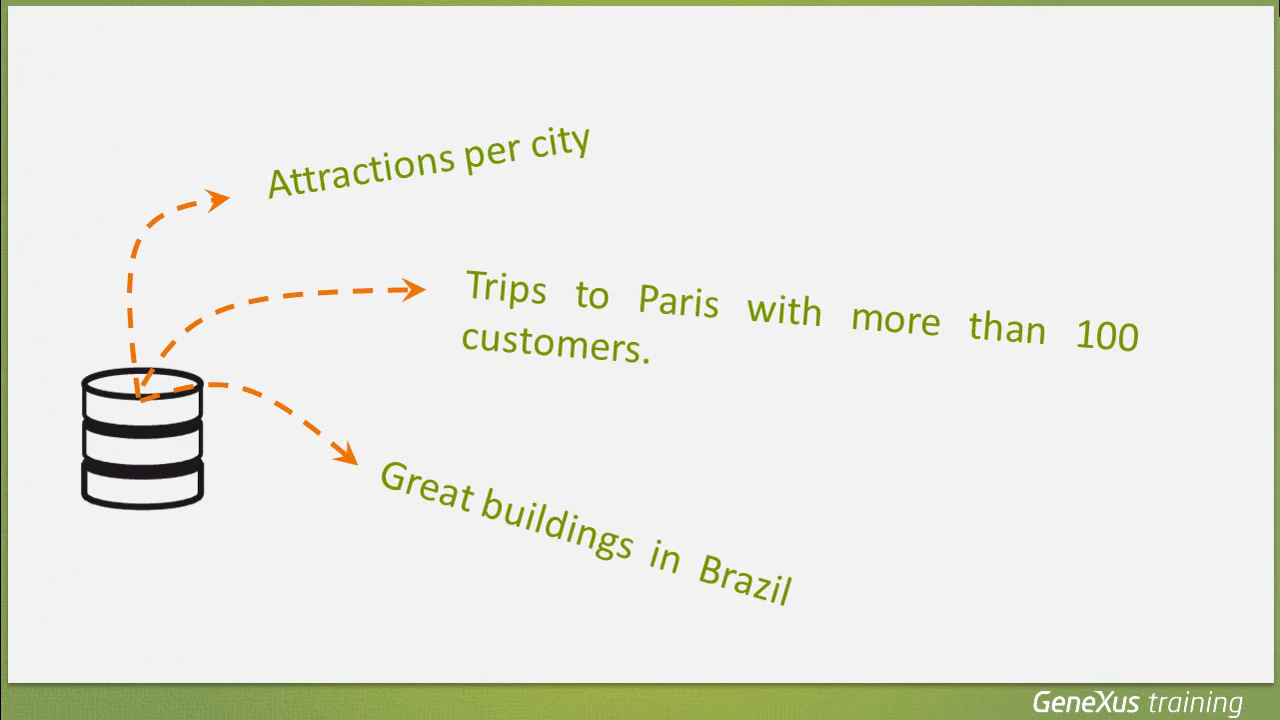 Attractions per city
Trips to Paris with more than 100
customers.
Great buildings in Brazil
GeneXus training